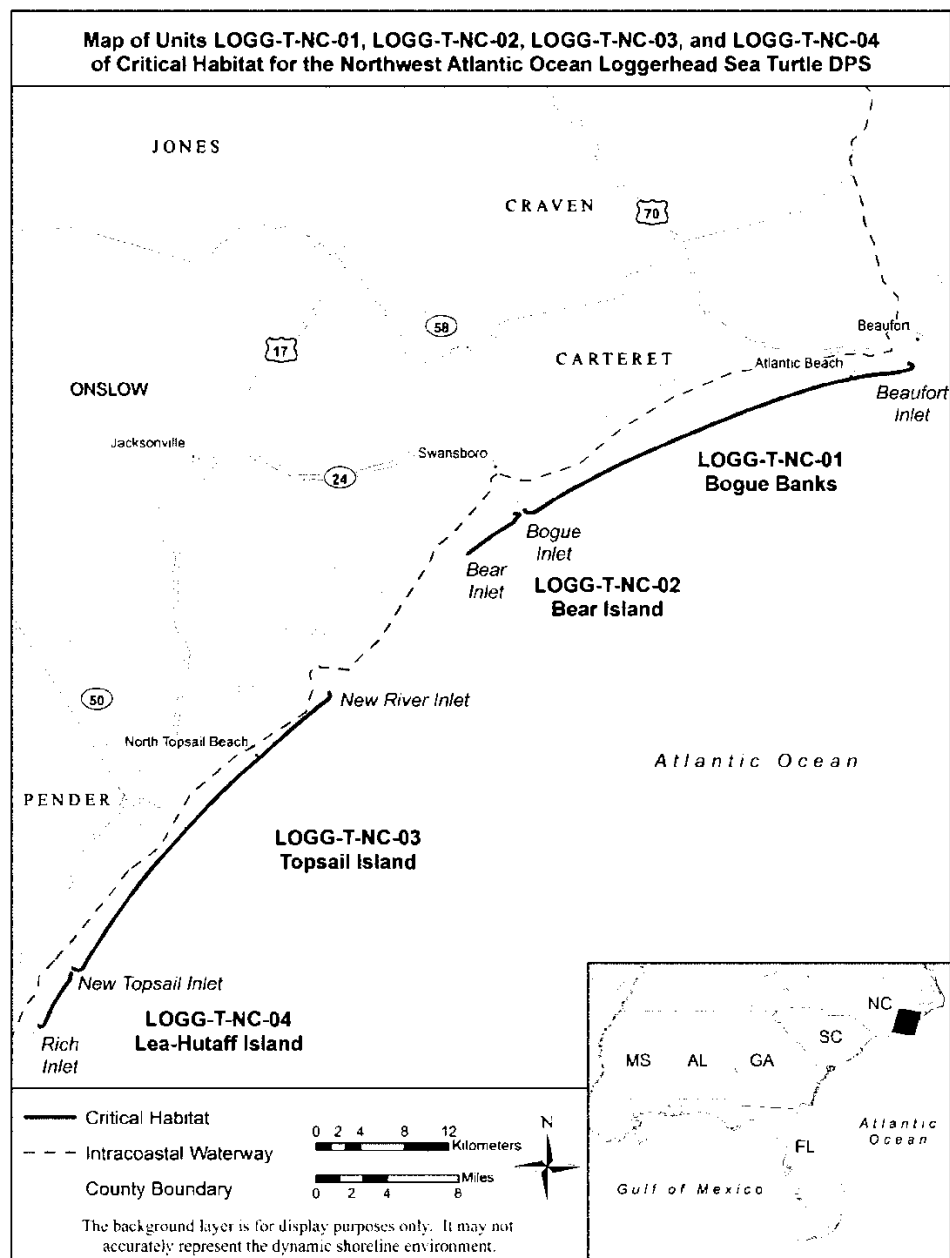 Map of Units LOGG-T-NC-01, LOGG-T-NC-02, LOGG-T-NC-03, and LOGG-T-NC-04
of Critical Habitat for the Northwest Atlantic Ocean Loggerhead Sea Turtle DPS
JONES
CRAVEN
70
58
17
Beaufort
CARTERET
Atlantic Beach
ONSLOW
Beaufort
Inlet
Jacksonville
Swansboro
24
LOGG-T-NC-01
Bogue Banks
Bogue
Inlet
Bear
Inlet
LOGG-T-NC-02
Bear Island
50
New River Inlet
North Topsail Beach
Atlantic Ocean
PENDER
LOGG-T-NC-03
Topsail Island
New Topsail Inlet
LOGG-T-NC-04
Lea-Hutaff Island
Rich
Inlet
NC
SC
MS
AL
GA
Atlantic
Ocean
FL
Gulf of Mexico
Critical Habitat
Intracoastal Waterway
County Boundary
0 2 4 8 12
Kilometers
Miles
0 2 4 8
N
The background layer is for display purposes only. It may not
accurately represent the dynamic shoreline environment.